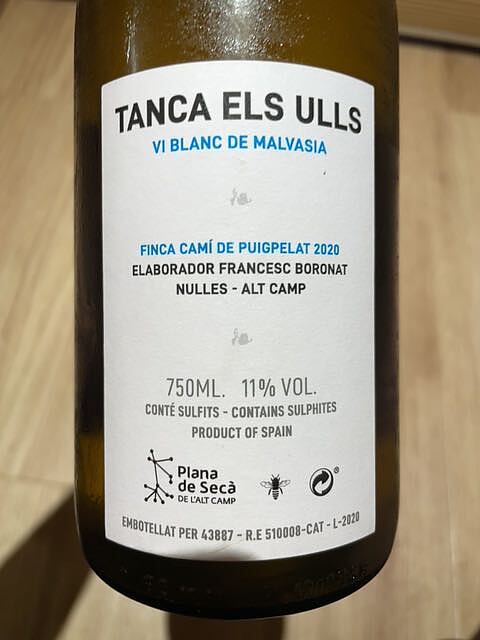 TANCA ELS ULLS
VI BLANC DE MALVASIA
FINCA CAMÍ DE PUIGPELAT 2020
ELABORADOR FRANCESC BORONAT
NULLES - ALT CAMP
750ML. 11% VOL.
CONTÉ SULFITS - CONTAINS SULPHITES
PRODUCT OF SPAIN
Plana
de Secà
DE L'ALT CAMP
®
EMBOTELLAT PER 43887 - R.E 510008-CAT - L-2020